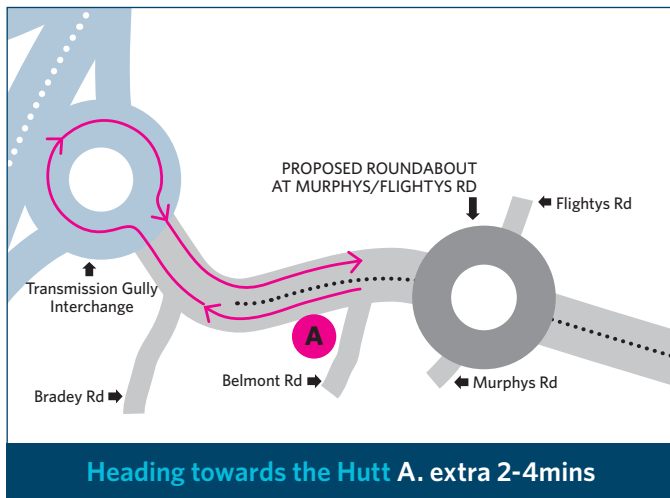 PROPOSED ROUNDABOUT
AT MURPHYS/FLIGHTYS RD
Flightys Rd
Transmission Gully
Interchange
A
Belmont Rd
Murphys Rd
Bradey Rd
Heading towards the Hutt A. extra 2-4mins